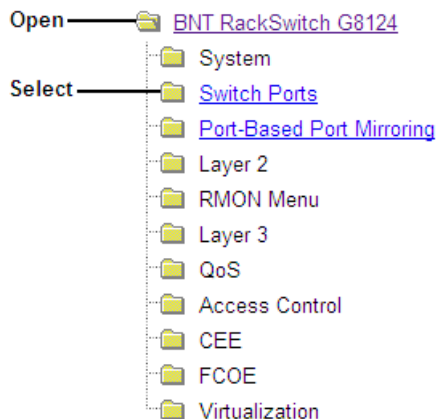 Open BNT RackSwitch G8124
System
Select Switch Ports
Port-Based Port Mirroring
Layer 2
RMON Menu
Layer 3
QoS
Access Control
CEE
FCOE
Virtualization